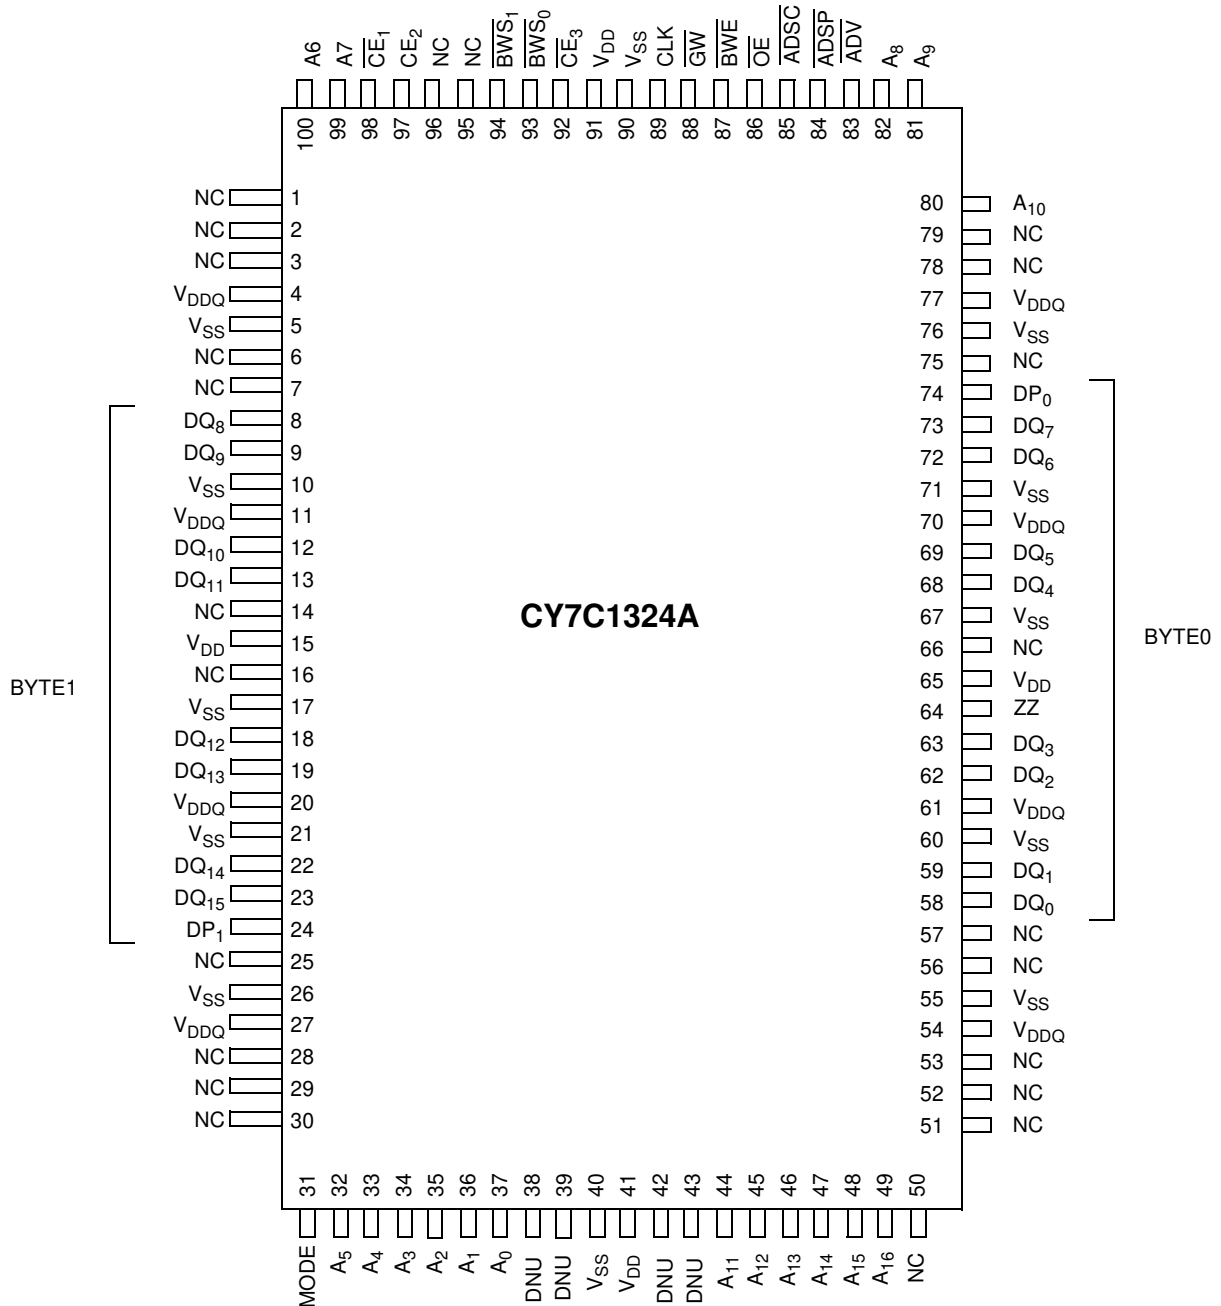 A6 A7 CE1 CE2 NC NC BWS1 BWS0 CE3 VDD VSS CLK GW BWE OE ADSC ADSP ADV A8 A9
100 99 98 97 96 95 94 93 92 91 90 89 88 87 86 85 84 83 82 81
NC 1
NC 2
NC 3
VDDQ 4
VSS 5
NC 6
NC 7
DQ8 8
DQ9 9
VSS 10
VDDQ 11
DQ10 12
DQ11 13
NC 14
VDD 15
NC 16
VSS 17
DQ12 18
DQ13 19
VDDQ 20
VSS 21
DQ14 22
DQ15 23
DP1 24
NC 25
VSS 26
VDDQ 27
NC 28
NC 29
NC 30
BYTE1
CY7C1324A
80 A10
79 NC
78 NC
77 VDDQ
76 VSS
75 NC
74 DP0
73 DQ7
72 DQ6
71 VSS
70 VDDQ
69 DQ5
68 DQ4
67 VSS
66 NC
65 VDD
64 ZZ
63 DQ3
62 DQ2
61 VDDQ
60 VSS
59 DQ1
58 DQ0
57 NC
56 NC
55 VSS
54 VDDQ
53 NC
52 NC
51 NC
BYTE0
31 32 33 34 35 36 37 38 39 40 41 42 43 44 45 46 47 48 49 50
MODE A5 A4 A3 A2 A1 A0 DNU DNU VSS VDD DNU DNU A11 A12 A13 A14 A15 A16 NC